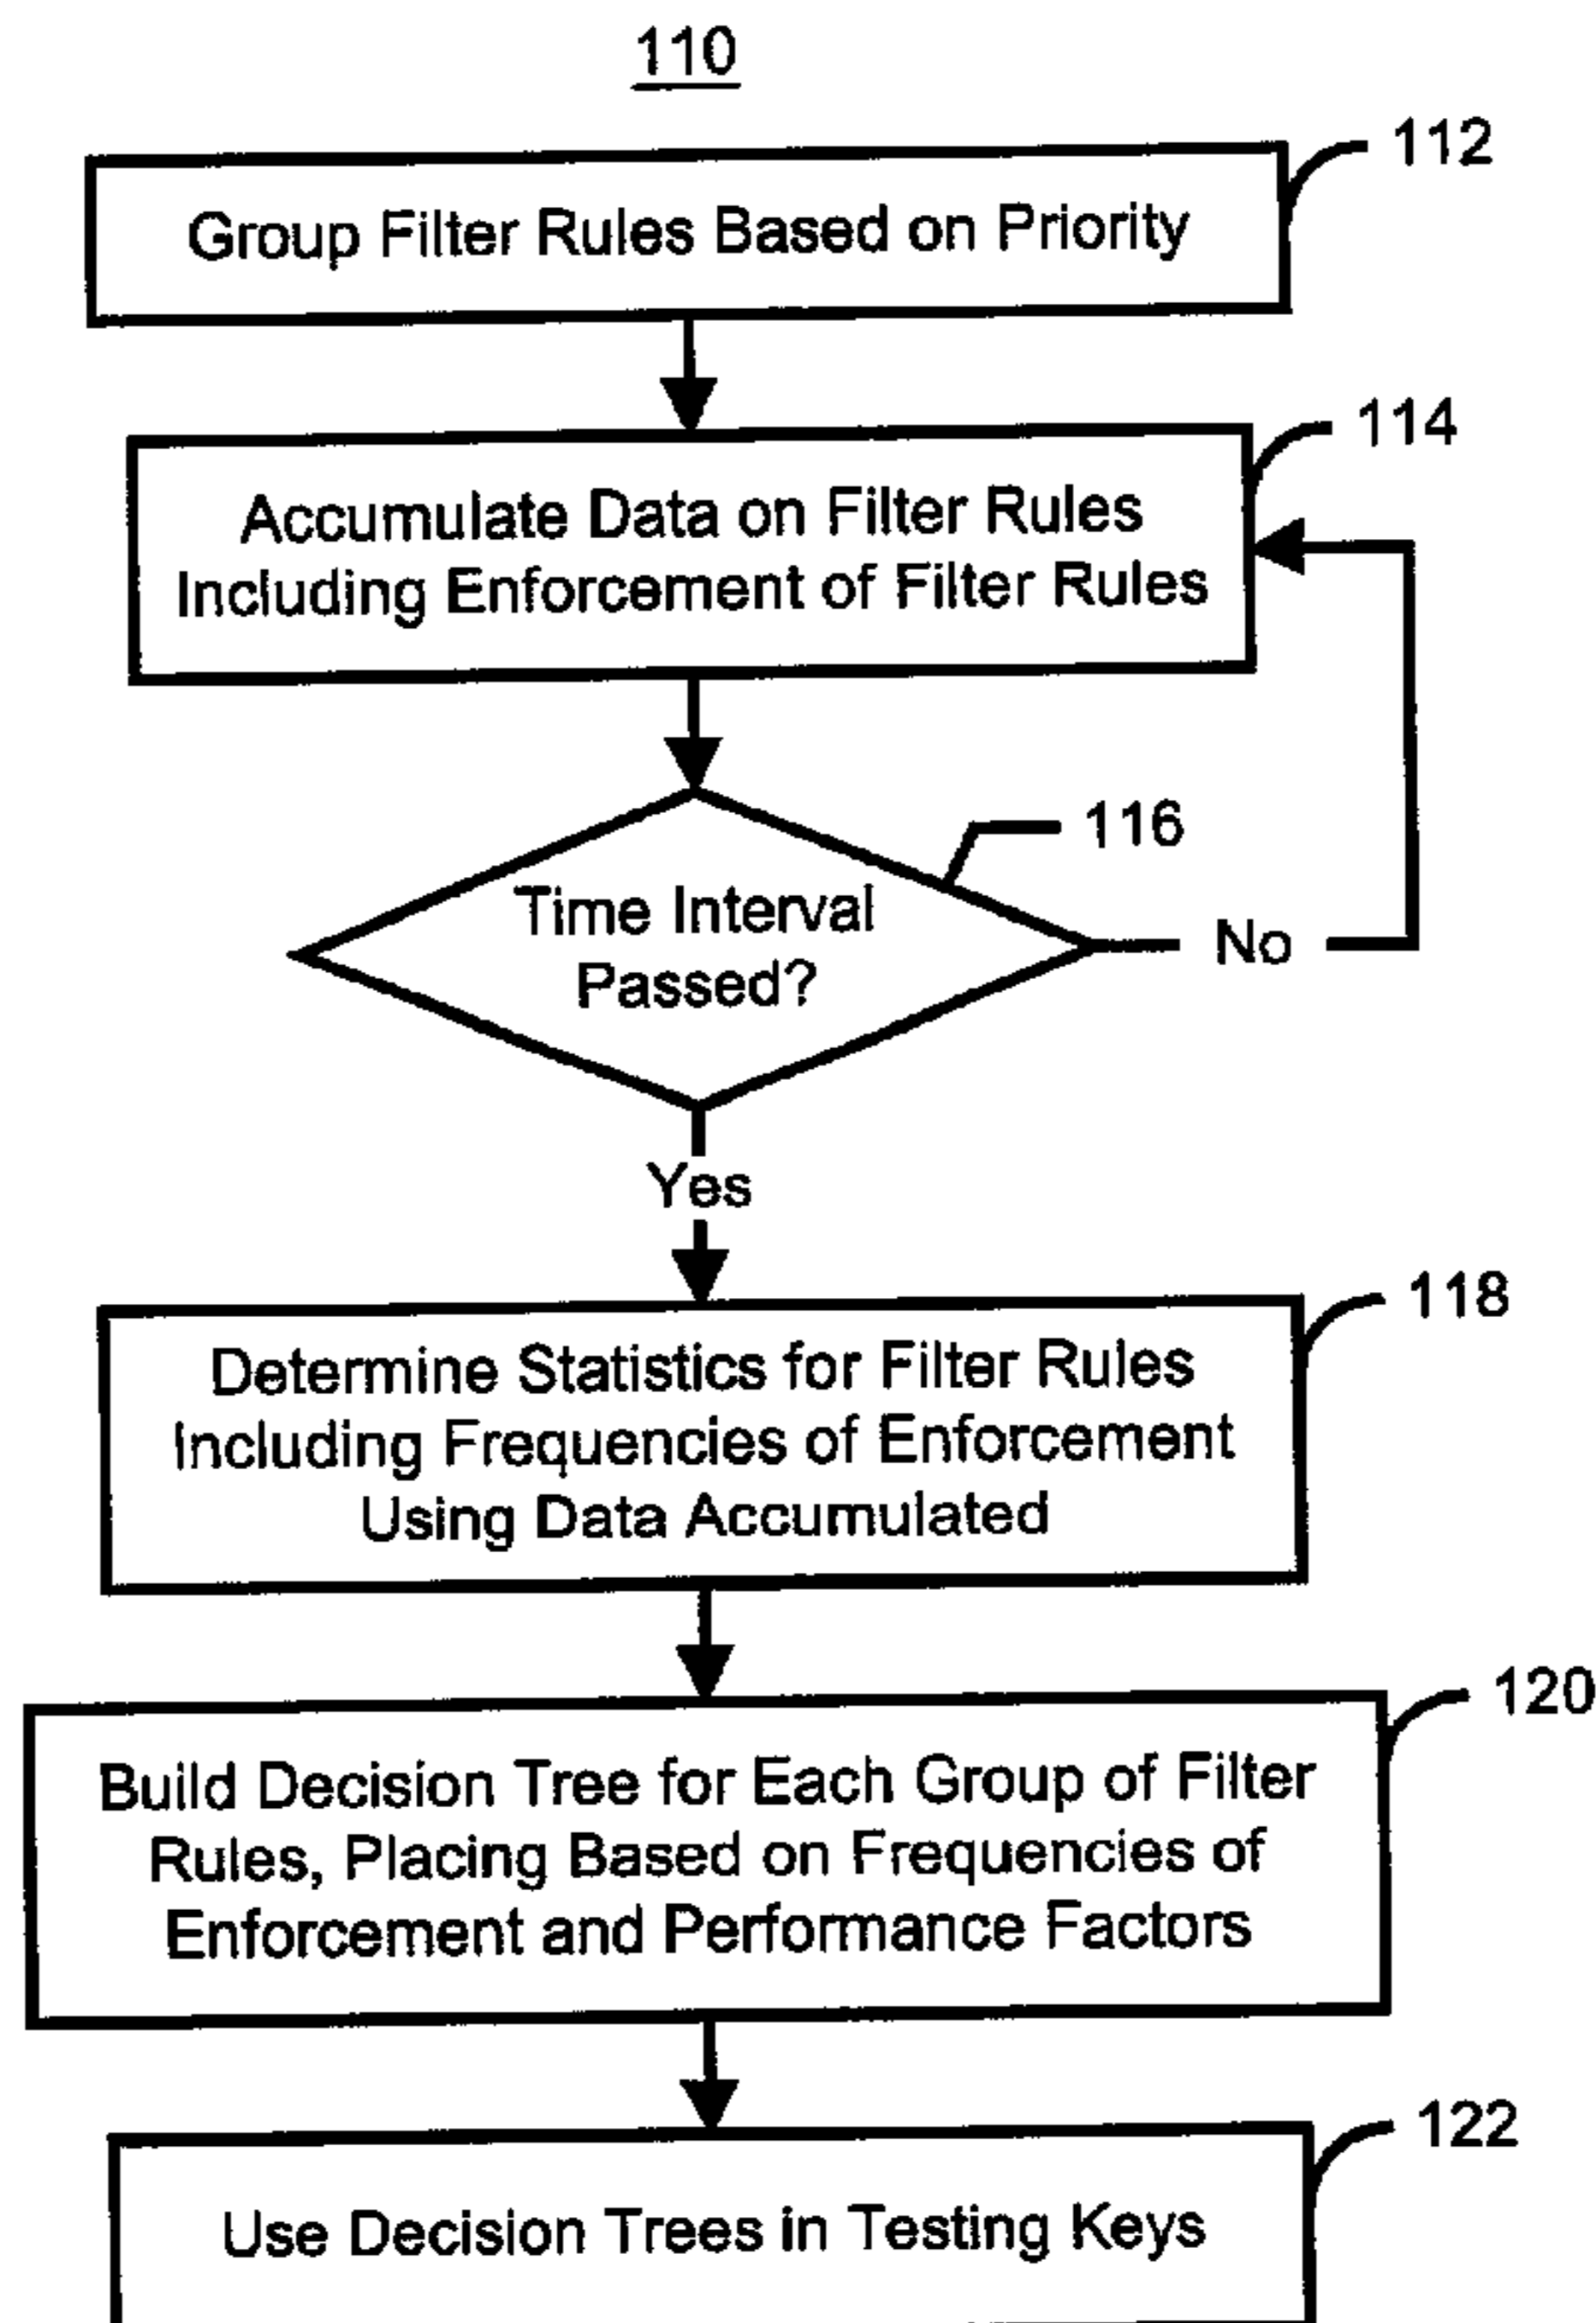 110
112
Group Filter Rules Based on Priority
114
Accumulate Data on Filter Rules
Including Enforcement of Filter Rules
116
Time Interval
Passed?
No
Yes
118
Determine Statistics for Filter Rules
Including Frequencies of Enforcement
Using Data Accumulated
120
Build Decision Tree for Each Group of Filter
Rules, Placing Based on Frequencies of
Enforcement and Performance Factors
122
Use Decision Trees in Testing Keys